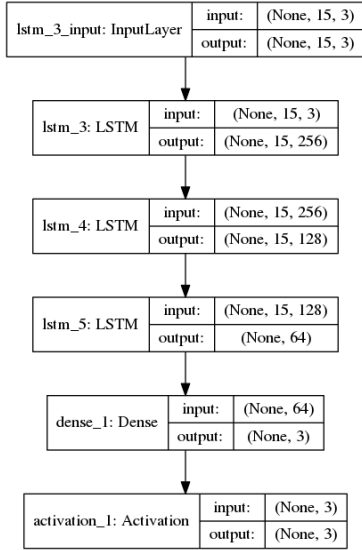 lstm_3_input: InputLayer
input: (None, 15, 3)
output: (None, 15, 3)
lstm_3: LSTM
input: (None, 15, 3)
output: (None, 15, 256)
lstm_4: LSTM
input: (None, 15, 256)
output: (None, 15, 128)
lstm_5: LSTM
input: (None, 15, 128)
output: (None, 64)
dense_1: Dense
input: (None, 64)
output: (None, 3)
activation_1: Activation
input: (None, 3)
output: (None, 3)